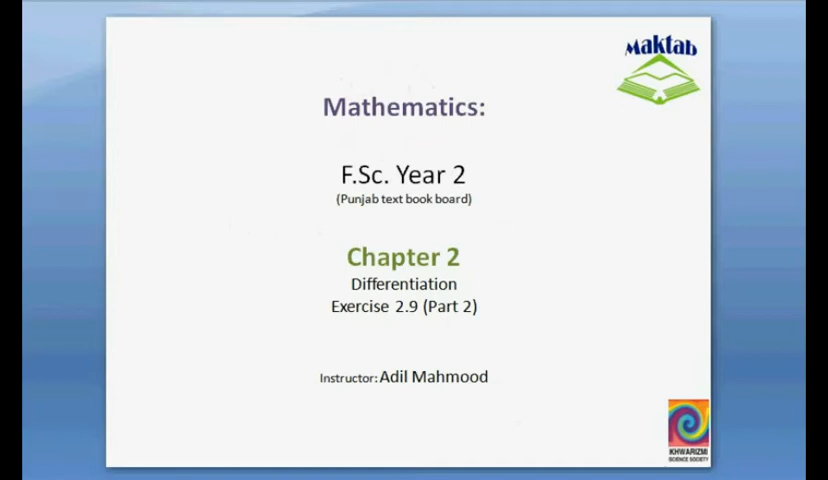 Maktab
Mathematics:
F.Sc. Year 2
(Punjab text book board)
Chapter 2
Differentiation
Exercise 2.9 (Part 2)
Instructor: Adil Mahmood
KHWARIZMI
SCIENCE SOCIETY